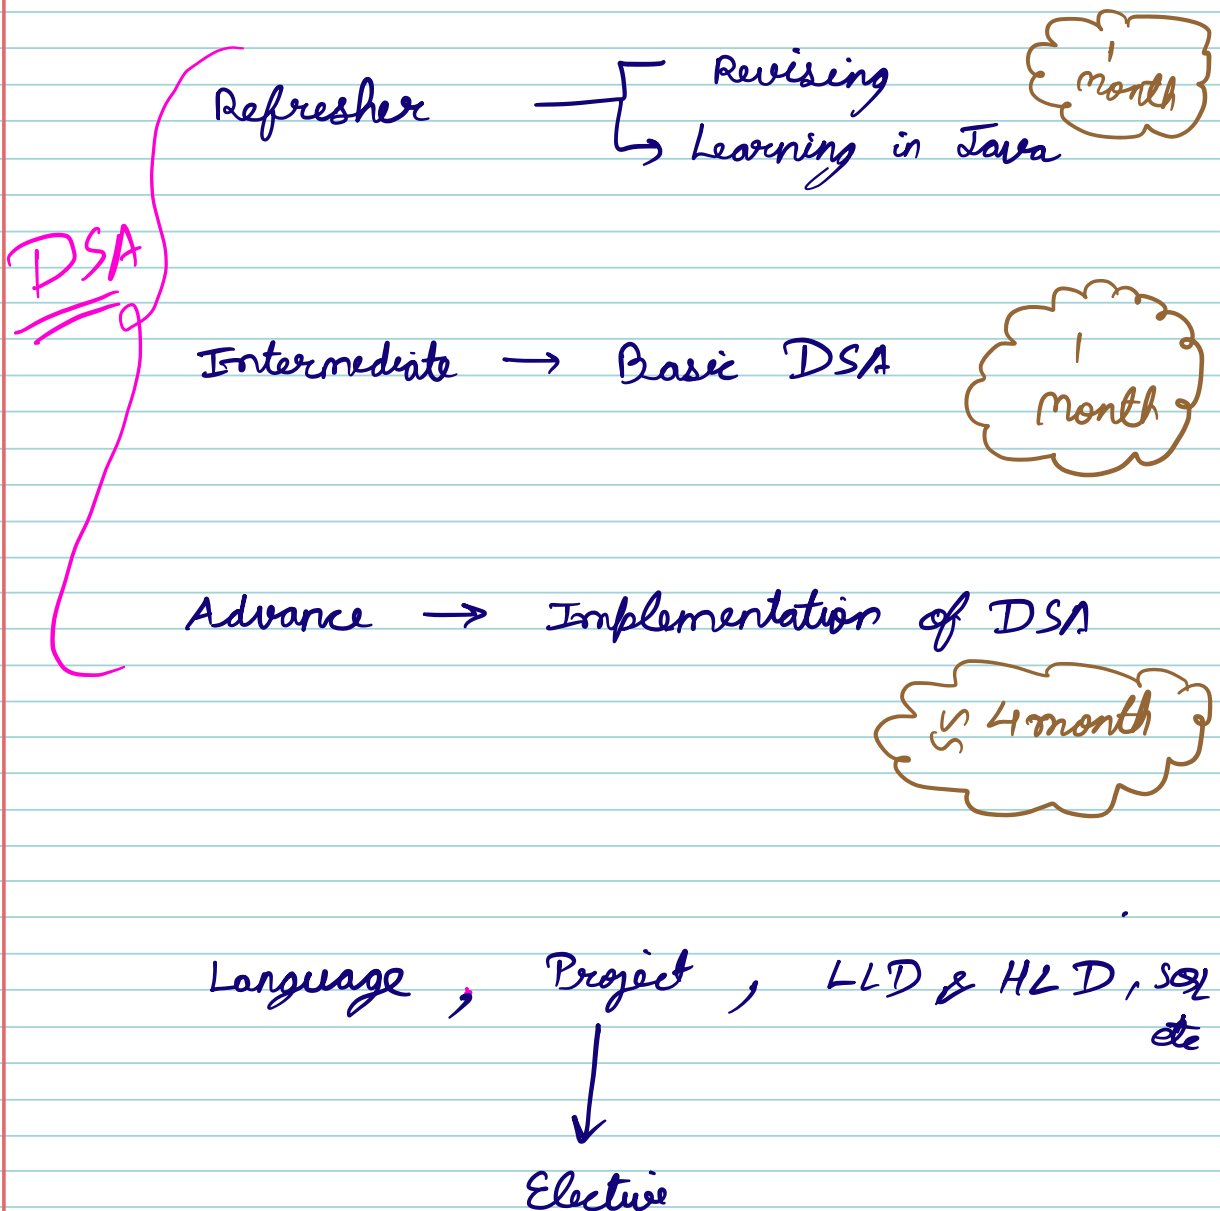 Refresher Revising
Learning in Java
1
month
DSA
Intermediate → Basic DSA
1
month
Advance → Implementation of DSA
≈ 4 month
Language , Project , LLD & HLD, SQL
etc
Elective